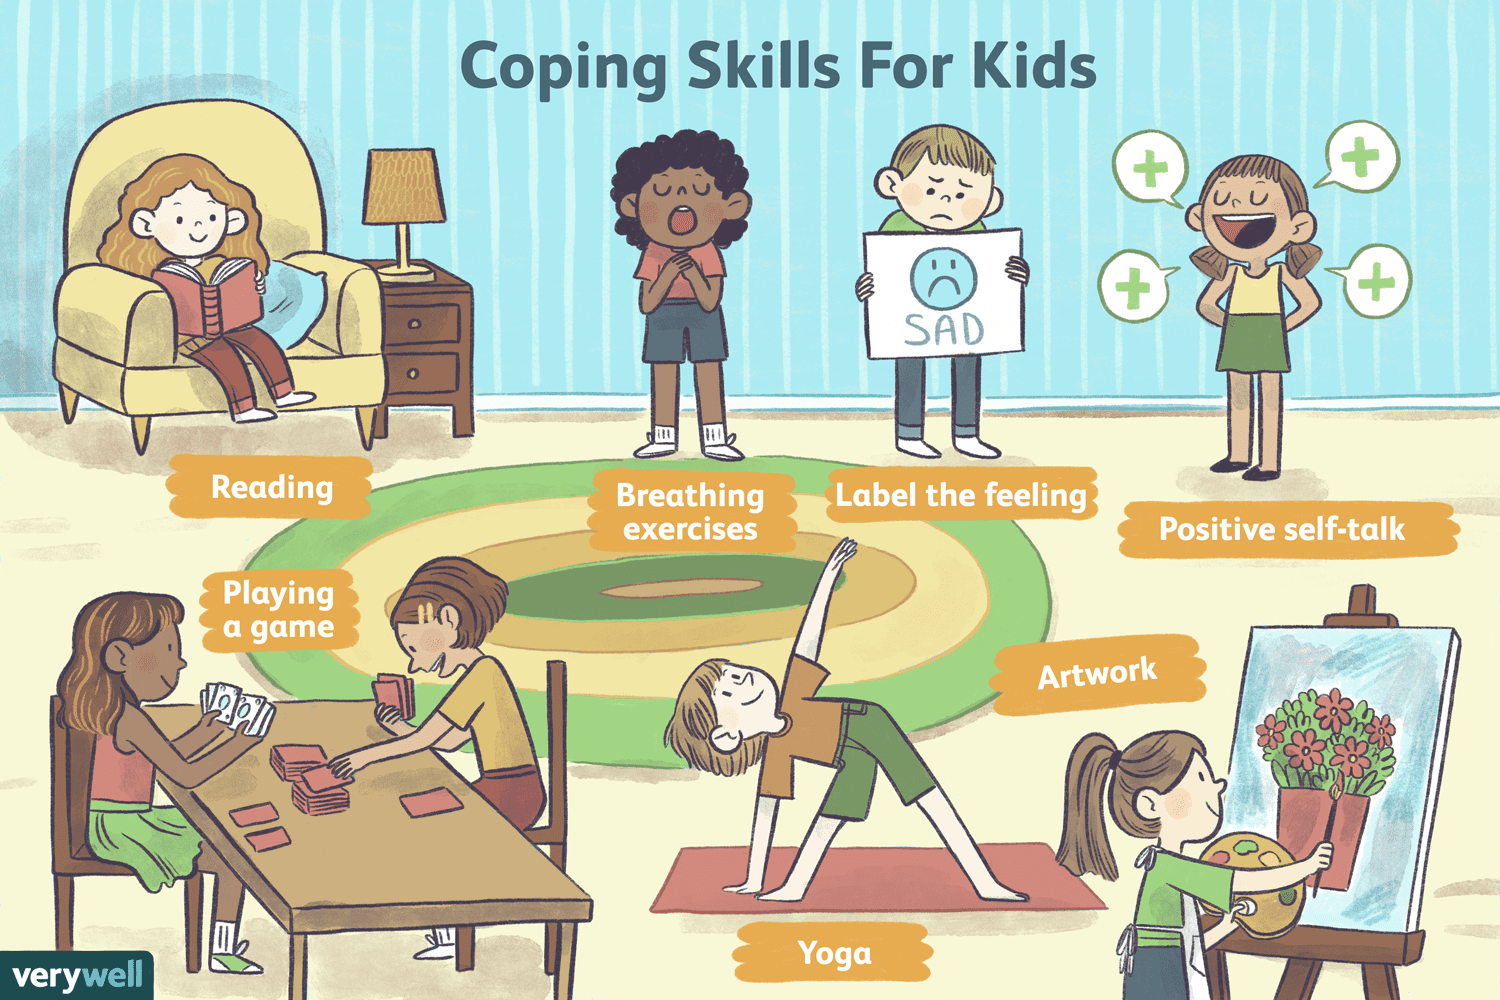 Coping Skills For Kids
SAD
Reading
Breathing
exercises
Label the feeling
Positive self-talk
Playing
a game
Artwork
Yoga
verywell